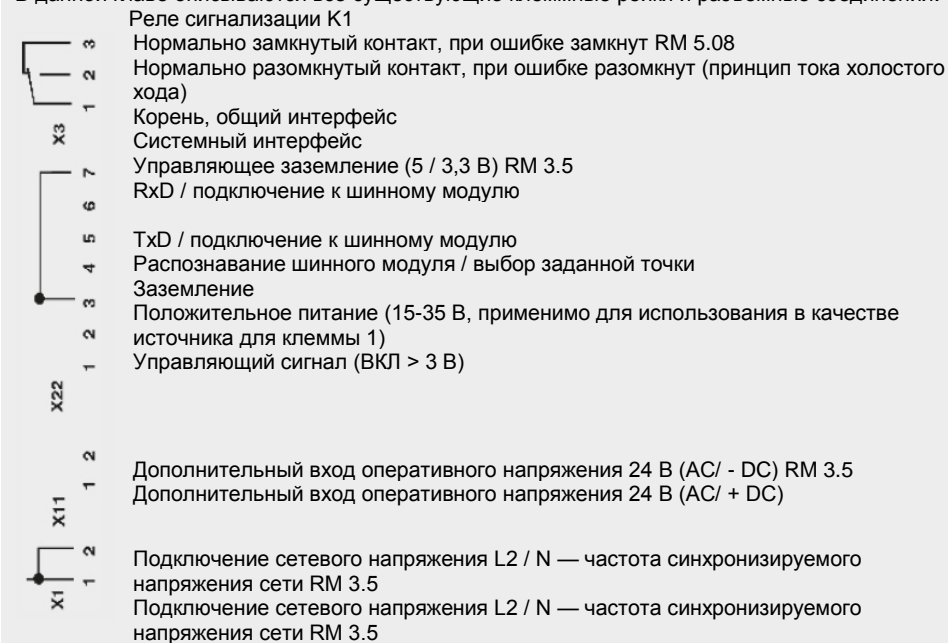 Реле сигнализации K1
3 Нормально замкнутый контакт, при ошибке замкнут RM 5.08
2 Нормально разомкнутый контакт, при ошибке разомкнут (принцип тока холостого
хода)
1 Корень, общий интерфейс
X3 Системный интерфейс
7 Управляющее заземление (5 / 3,3 В) RM 3.5
RxD / подключение к шинному модулю
6
5 TxD / подключение к шинному модулю
4 Распознавание шинного модуля / выбор заданной точки
Заземление
3 Положительное питание (15-35 В, применимо для использования в качестве
2 источника для клеммы 1)
1 Управляющий сигнал (ВКЛ > 3 В)
X22
2 Дополнительный вход оперативного напряжения 24 В (AC/ - DC) RM 3.5
1 Дополнительный вход оперативного напряжения 24 В (AC/ + DC)
X11
2 Подключение сетевого напряжения L2 / N — частота синхронизируемого
1 напряжения сети RM 3.5
X1 Подключение сетевого напряжения L2 / N — частота синхронизируемого
напряжения сети RM 3.5